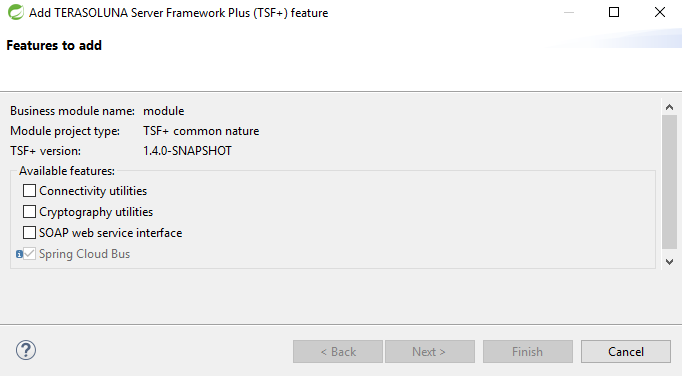 Add TERASOLUNA Server Framework Plus (TSF+) feature
Features to add
Business module name: module
Module project type: TSF+ common nature
TSF+ version: 1.4.0-SNAPSHOT
Available features:
Connectivity utilities
Cryptography utilities
SOAP web service interface
Spring Cloud Bus
? < Back Next > Finish Cancel